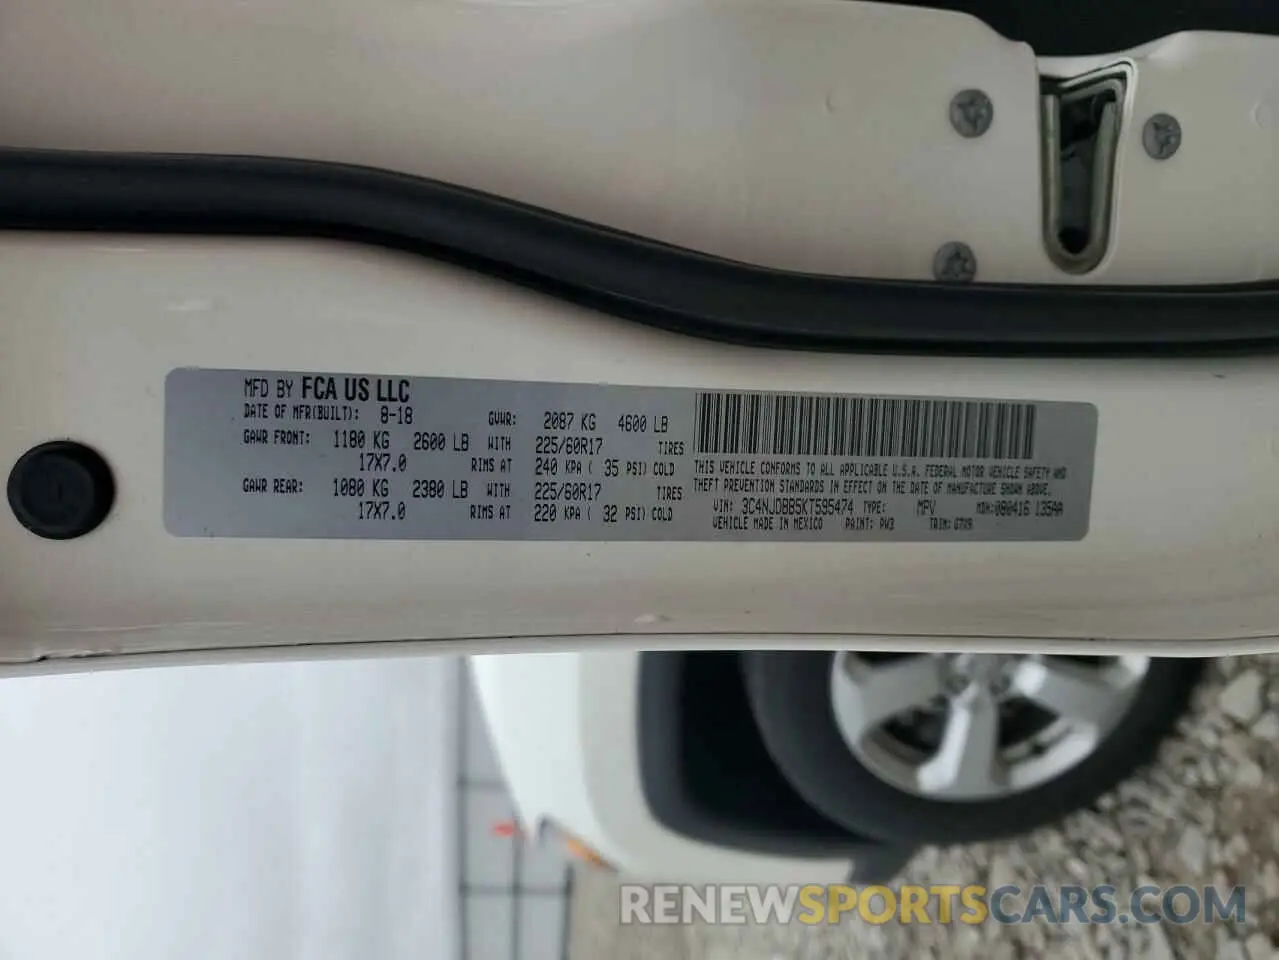 MFD BY FCA US LLC
DATE OF MFR(BUILT): 8-18 GVWR: 2087 KG 4600 LB
GAWR FRONT: 1180 KG 2600 LB WITH 225/60R17 TIRES
17X7.0 RIMS AT 240 KPA ( 35 PSI) COLD
GAWR REAR: 1080 KG 2380 LB WITH 225/60R17 TIRES
17X7.0 RIMS AT 220 KPA ( 32 PSI) COLD
THIS VEHICLE CONFORMS TO ALL APPLICABLE U.S.A. FEDERAL MOTOR VEHICLE SAFETY AND
THEFT PREVENTION STANDARDS IN EFFECT ON THE DATE OF MANUFACTURE SHOWN ABOVE.
VIN: 3C4NJDBB5KT595474 TYPE: MPV MDH:080416 135AA
VEHICLE MADE IN MEXICO PAINT: PW3 TRIM:
RENEWSPORTSCARS.COM